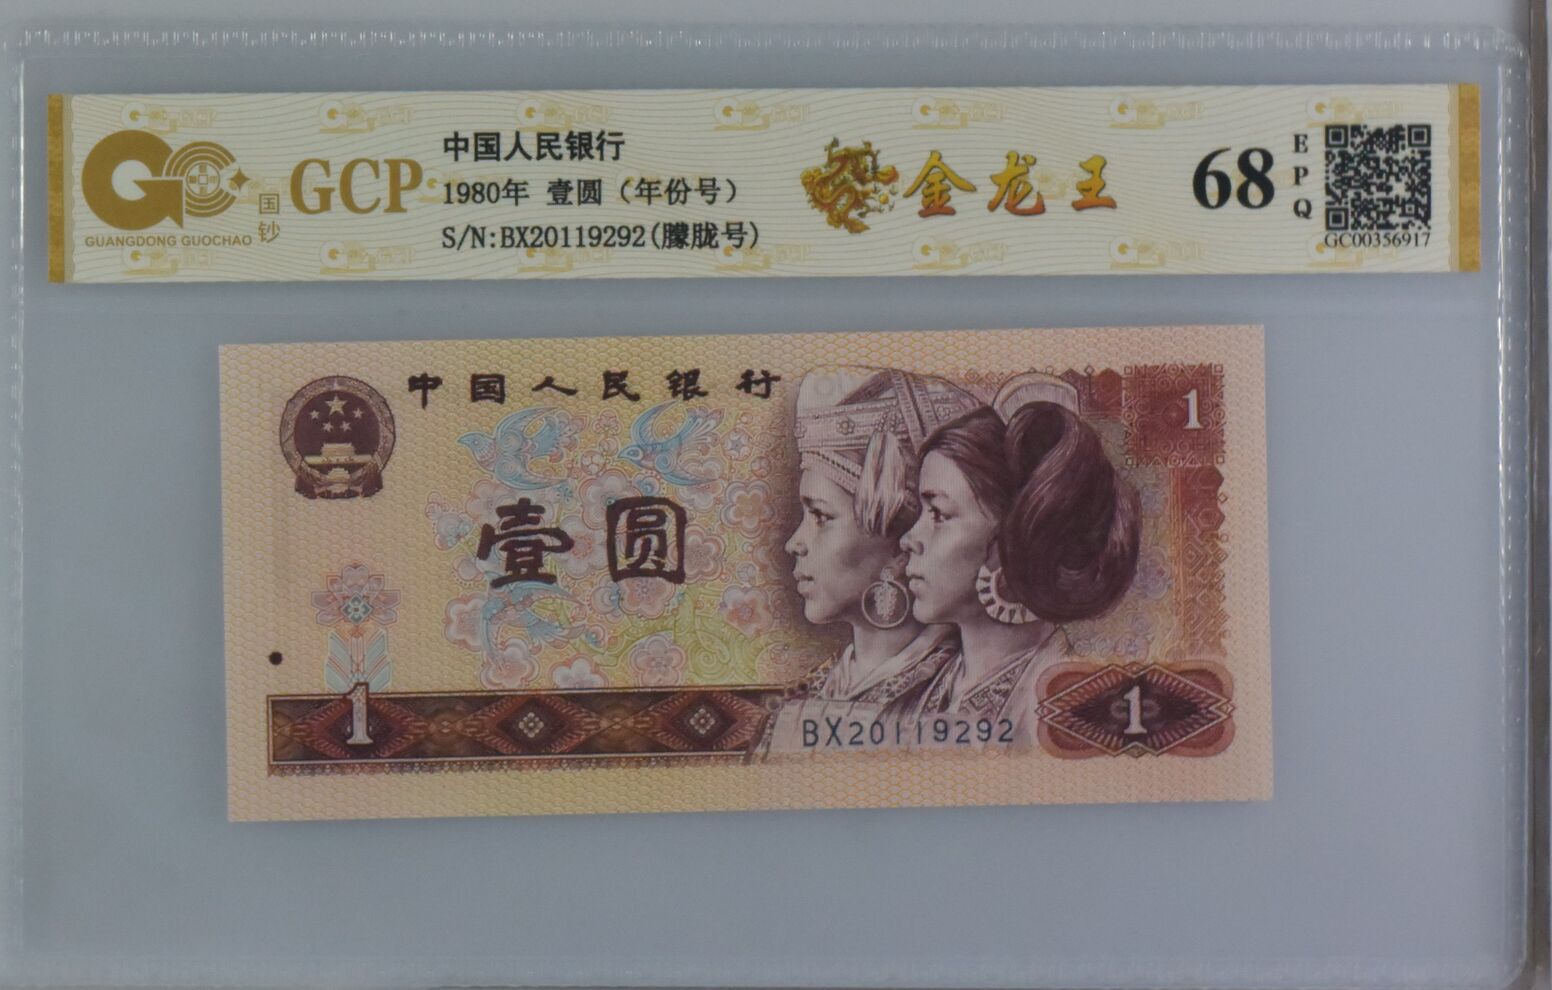 GUANGDONG GUOCHAO
国钞
GCP
中国人民银行
1980年 壹圆（年份号）
S/N:BX20119292(朦胧号)
金龙王
68
EPQ
GC00356917
中国人民银行
1
壹圆
1
BX20119292
1